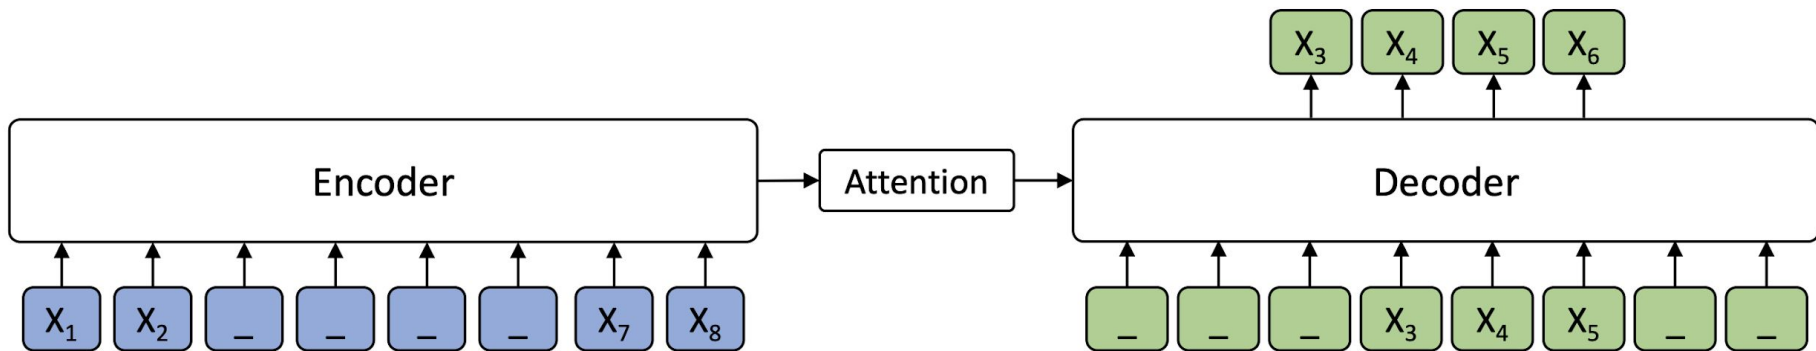 X₃ X₄ X₅ X₆
Encoder Attention Decoder
X₁ X₂ _ _ _ _ X₇ X₈ _ _ _ X₃ X₄ X₅ _ _